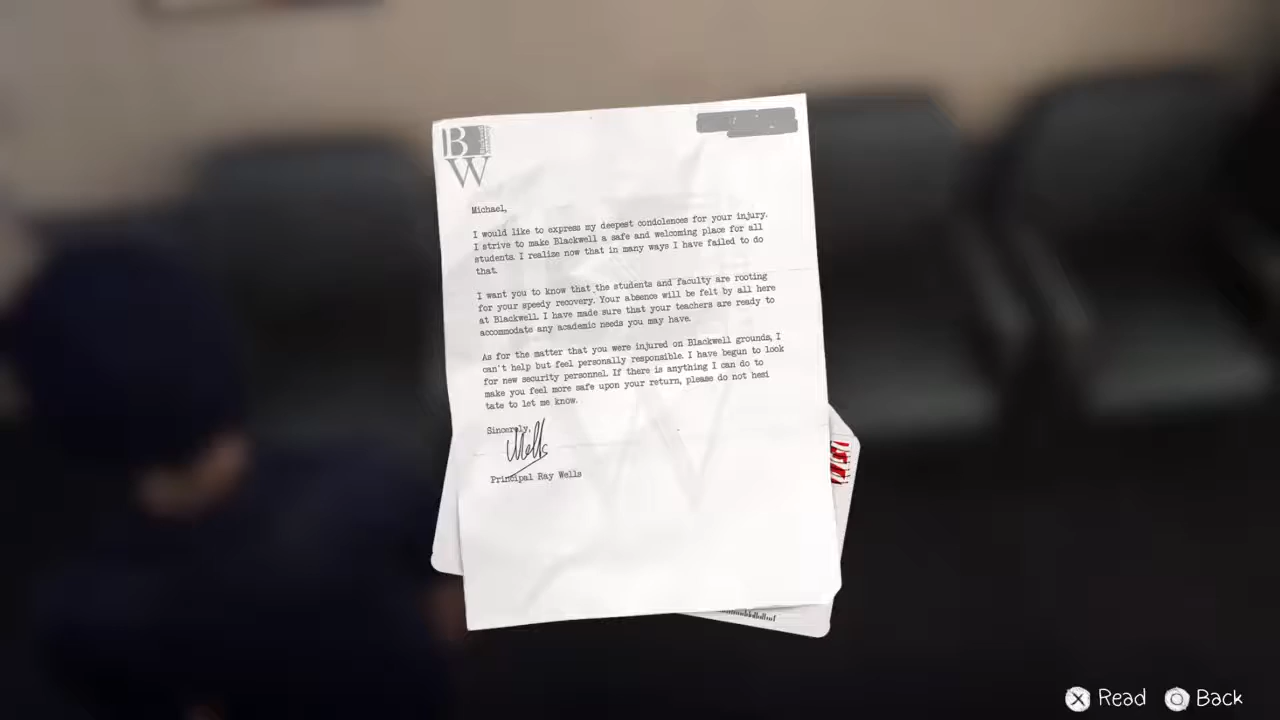 B
W
Michael,
I would like to express my deepest condolences for your injury.
I strive to make Blackwell a safe and welcoming place for all
students. I realize now that in many ways I have failed to do
that.
I want you to know that the students and faculty are rooting
for your speedy recovery. Your absence will be felt by all here
at Blackwell. I have made sure that your teachers are ready to
accommodate any academic needs you may have.
As for the matter that you were injured on Blackwell grounds, I
can't help but feel personally responsible. I have begun to look
for new security personnel. If there is anything I can do to
make you feel more safe upon your return, please do not hesi
tate to let me know.
Sincerely,
Wells
Principal Ray Wells
Read
Back